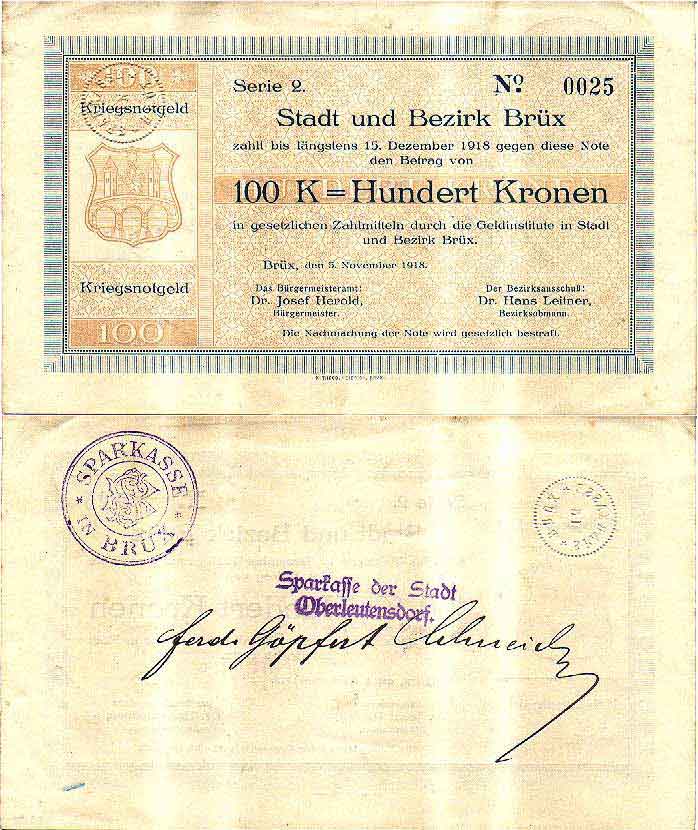 100
Kriegsnotgeld
Serie 2. No 0025
Stadt und Bezirk Brüx
zahlt bis längstens 15. Dezember 1918 gegen diese Note
den Betrag von
100 K = Hundert Kronen
in gesetzlichen Zahlmitteln durch die Geldinstitute in Stadt
und Bezirk Brüx.
Brüx, den 5. November 1918.
Das Bürgermeisteramt: Der Bezirksausschuß:
Dr. Josef Herold, Dr. Hans Leitner,
Bürgermeister. Bezirksobmann.
Die Nachmachung der Note wird gesetzlich bestraft.
Kriegsnotgeld
100
SPARKASSE
IN BRÜX
Sparkasse der Stadt
Oberleutensdorf.
Ferd. Göpfert